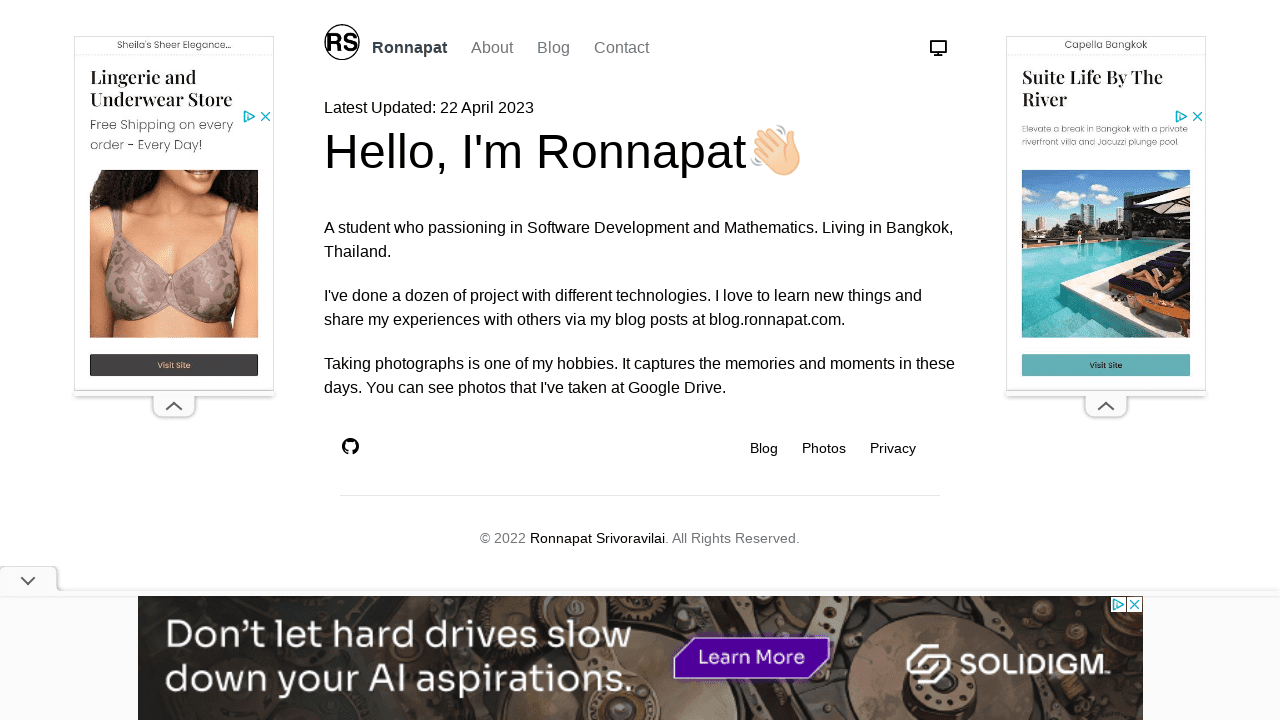 RS
Ronnapat
About
Blog
Contact
Sheila's Sheer Elegance...
Lingerie and
Underwear Store
Free Shipping on every
order - Every Day!
Visit Site
Latest Updated: 22 April 2023
Hello, I'm Ronnapat
A student who passioning in Software Development and Mathematics. Living in Bangkok,
Thailand.
I've done a dozen of project with different technologies. I love to learn new things and
share my experiences with others via my blog posts at blog.ronnapat.com.
Taking photographs is one of my hobbies. It captures the memories and moments in these
days. You can see photos that I've taken at Google Drive.
Capella Bangkok
Suite Life By The
River
Elevate a break in Bangkok with a private
riverfront villa and Jacuzzi plunge pool.
Visit Site
Blog
Photos
Privacy
© 2022 Ronnapat Srivoravilai. All Rights Reserved.
Don't let hard drives slow
down your AI aspirations.
Learn More
SOLIDIGM